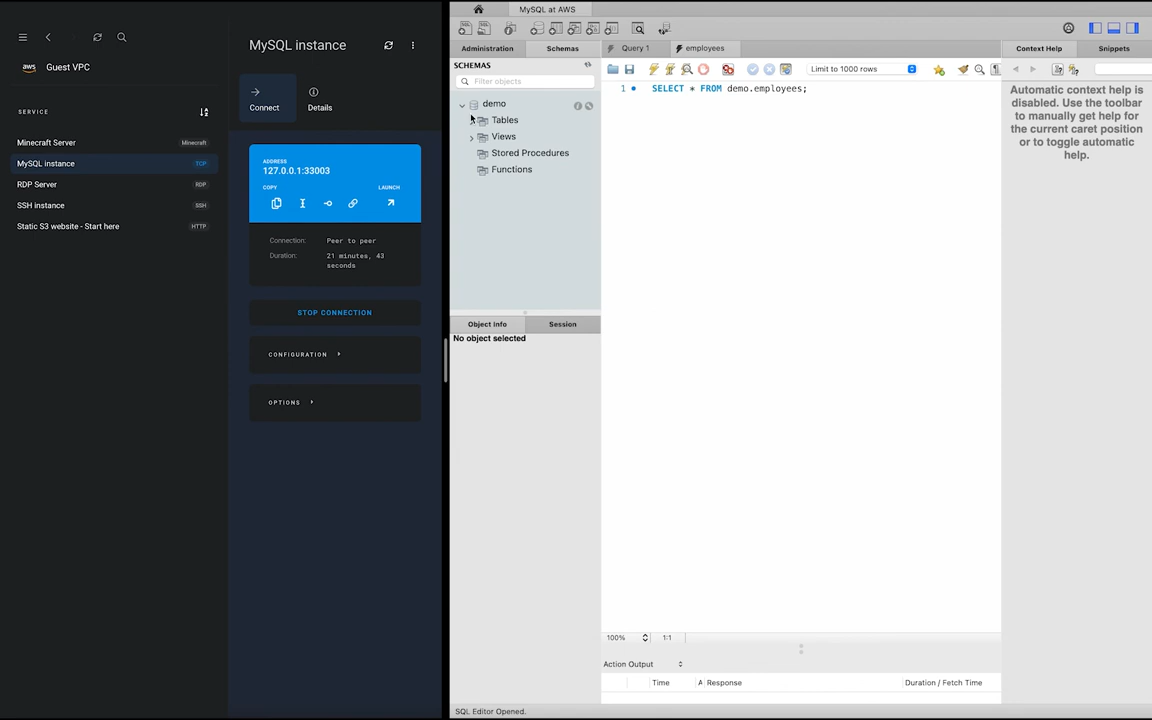 aws Guest VPC
SERVICE
Minecraft Server Minecraft
MySQL instance TCP
RDP Server RDP
SSH instance SSH
Static S3 website - Start here HTTP
MySQL instance
Connect
Details
ADDRESS
127.0.0.1:33003
COPY LAUNCH
Connection: Peer to peer
Duration: 21 minutes, 43
seconds
STOP CONNECTION
CONFIGURATION
OPTIONS
MySQL at AWS
Administration Schemas
SCHEMAS
Filter objects
demo
Tables
Views
Stored Procedures
Functions
Object Info Session
No object selected
Query 1 employees
Limit to 1000 rows
1 SELECT * FROM demo.employees;
100% 1:1
Action Output
Time A Response Duration / Fetch Time
Context Help Snippets
Automatic context help is
disabled. Use the toolbar
to manually get help for
the current caret position
or to toggle automatic
help.
SQL Editor Opened.